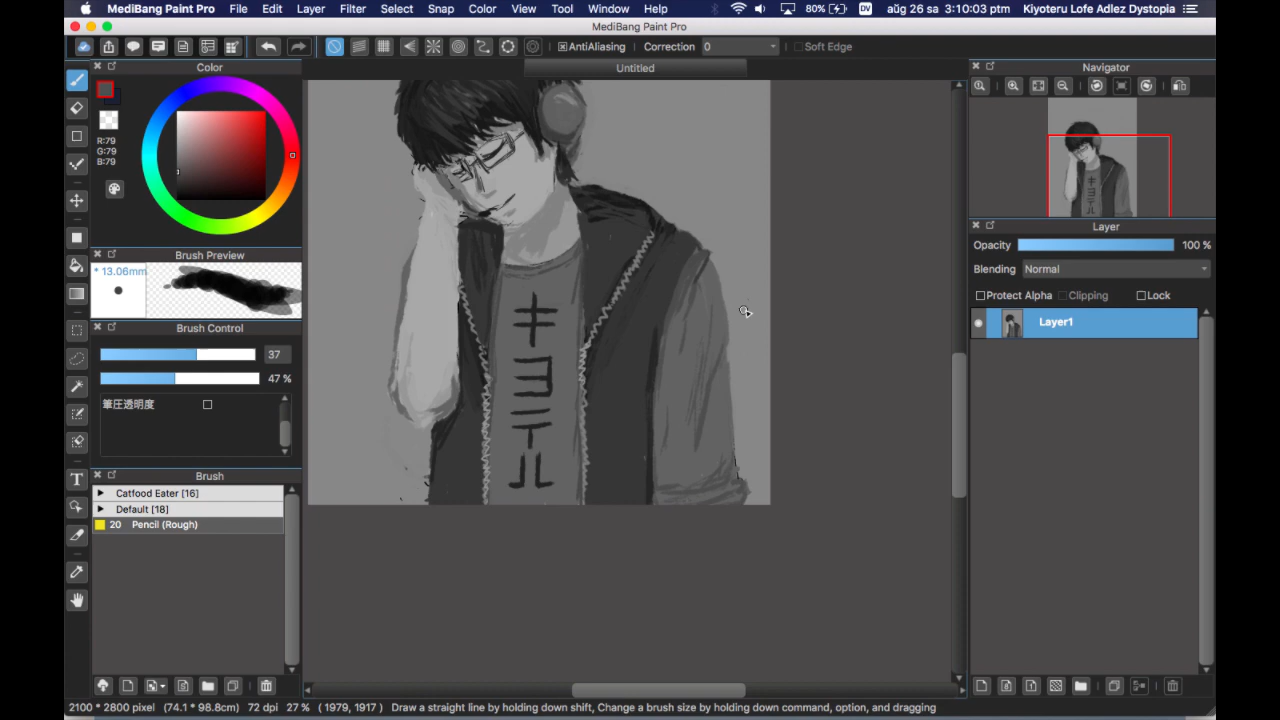 MediBang Paint Pro File Edit Layer Filter Select Snap Color View Tool Window Help 80% DV aüg 26 sa 3:10:03 pm Kiyoteru Lofe Adlez Dystopia
MediBang Paint Pro
AntiAliasing Correction 0 Soft Edge
Color
Untitled
Navigator
R:79
G:79
B:79
Brush Preview
* 13.06mm
Brush Control
37
47 %
筆圧透明度
Brush
Catfood Eater [16]
Default [18]
20 Pencil (Rough)
キ
ヨ
テ
ル
Layer
Opacity 100 %
Blending Normal
Protect Alpha Clipping Lock
Layer1
2100 * 2800 pixel (74.1 * 98.8cm) 72 dpi 27 % ( 1979, 1917 ) Draw a straight line by holding down shift, Change a brush size by holding down command, option, and dragging